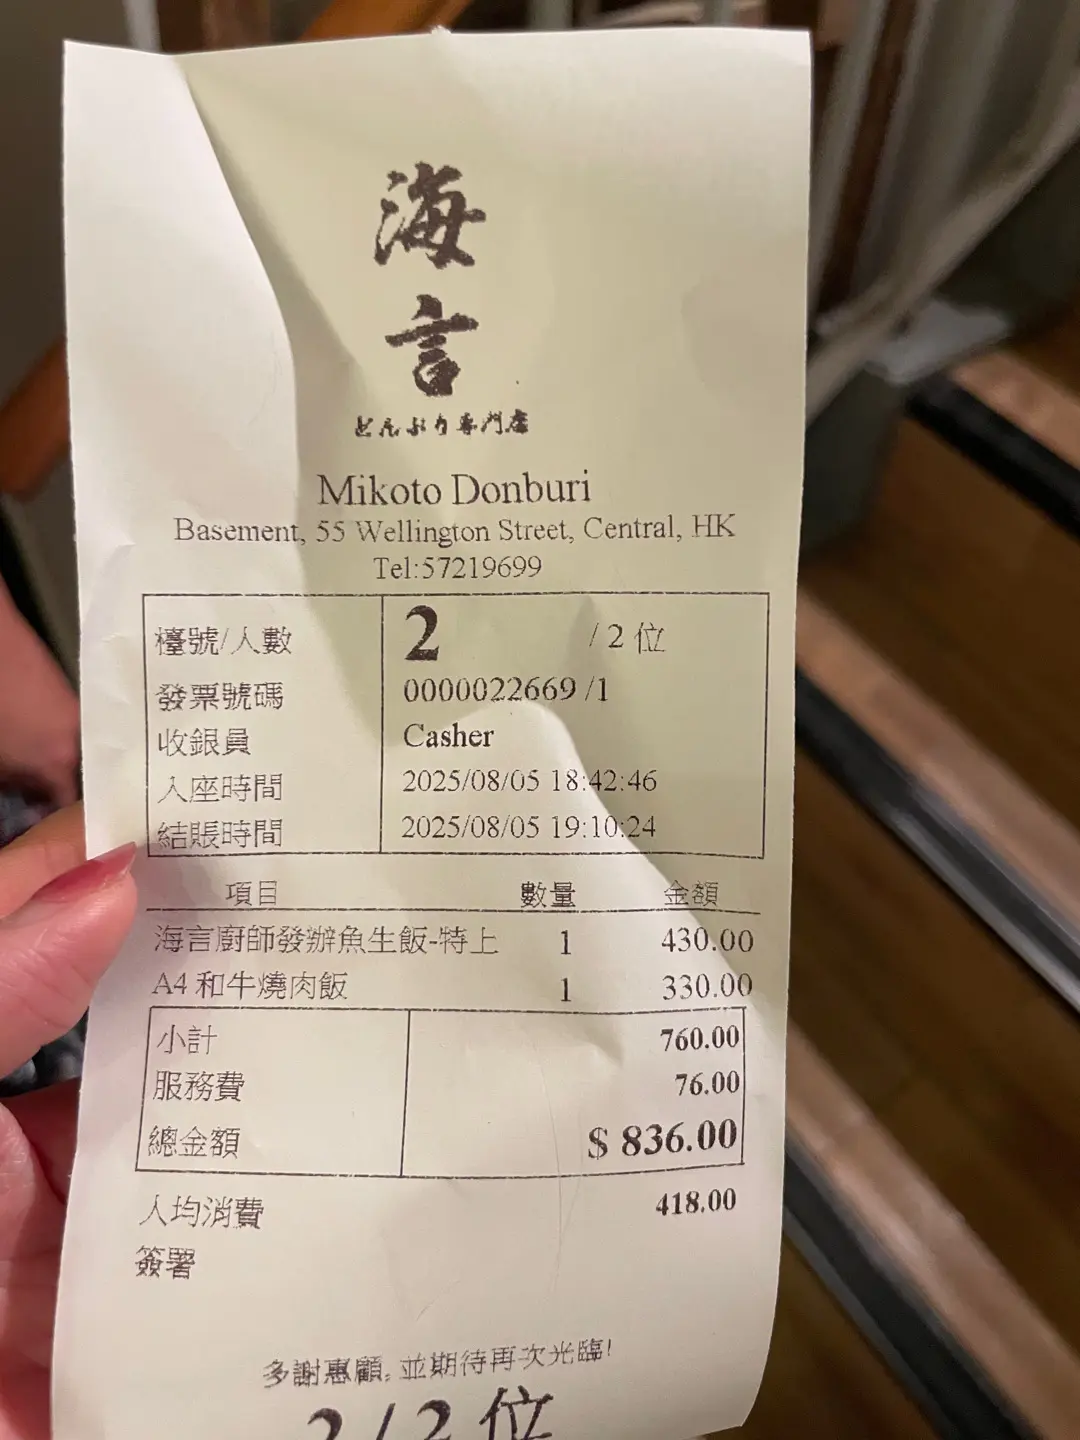 海
言
どんぶり専門店
Mikoto Donburi
Basement, 55 Wellington Street, Central, HK
Tel:57219699
檯號/人數 2 / 2 位
發票號碼 0000022669 /1
收銀員 Casher
入座時間 2025/08/05 18:42:46
結賬時間 2025/08/05 19:10:24
項目 數量 金額
海言廚師發辦魚生飯-特上 1 430.00
A4 和牛燒肉飯 1 330.00
小計 760.00
服務費 76.00
總金額 $ 836.00
人均消費 418.00
簽署
多謝惠顧, 並期待再次光臨!
2 / 2 位